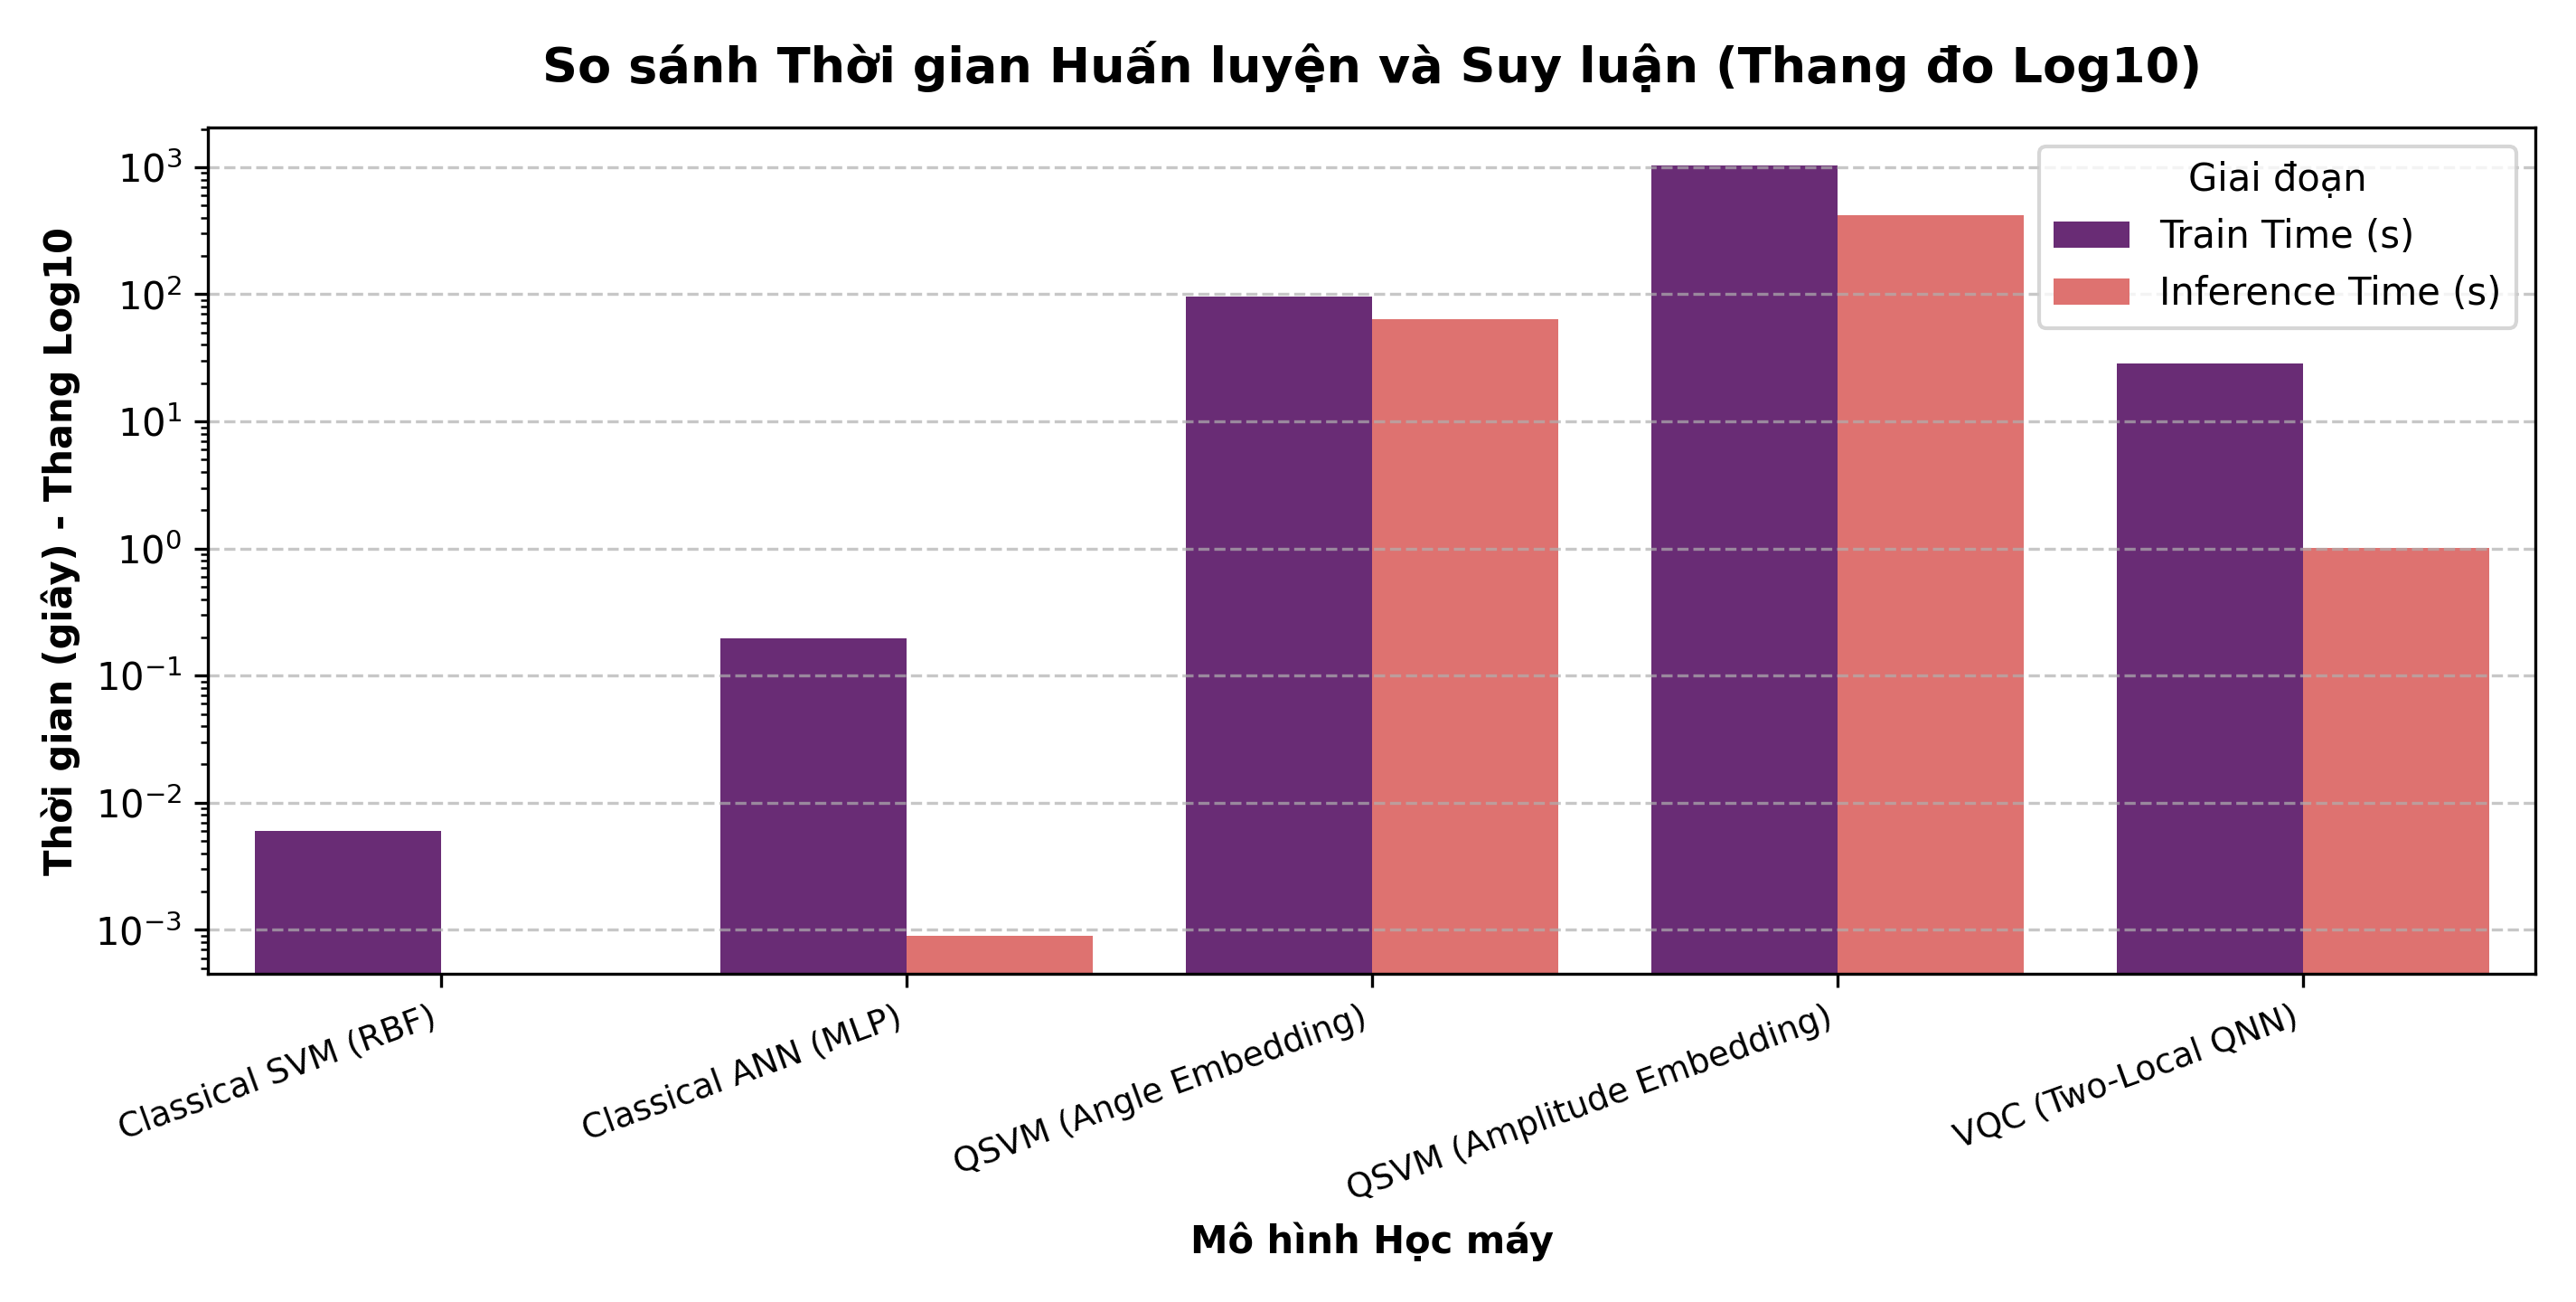 So sánh Thời gian Huấn luyện và Suy luận (Thang đo Log10)
Thời gian (giây) - Thang Log10
10³
10²
10¹
10⁰
10⁻¹
10⁻²
10⁻³
Giai đoạn
Train Time (s)
Inference Time (s)
Classical SVM (RBF)
Classical ANN (MLP)
QSVM (Angle Embedding)
QSVM (Amplitude Embedding)
VQC (Two-Local QNN)
Mô hình Học máy